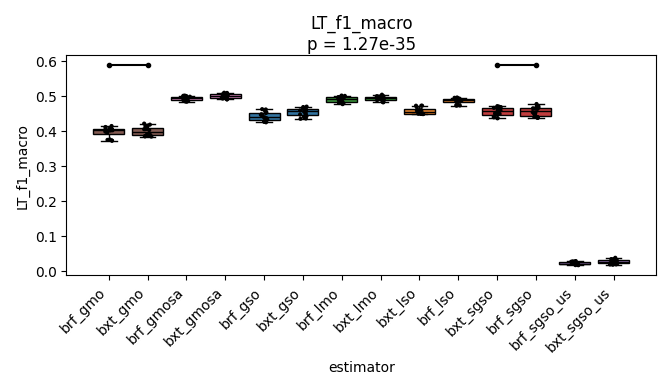 LT_f1_macro
p = 1.27e-35
LT_f1_macro
0.6
0.5
0.4
0.3
0.2
0.1
0.0
brf_gmo
bxt_gmo
brf_gmosa
bxt_gmosa
brf_gso
bxt_gso
brf_lmo
bxt_lmo
bxt_lso
brf_lso
bxt_sgso
brf_sgso
brf_sgso_us
bxt_sgso_us
estimator